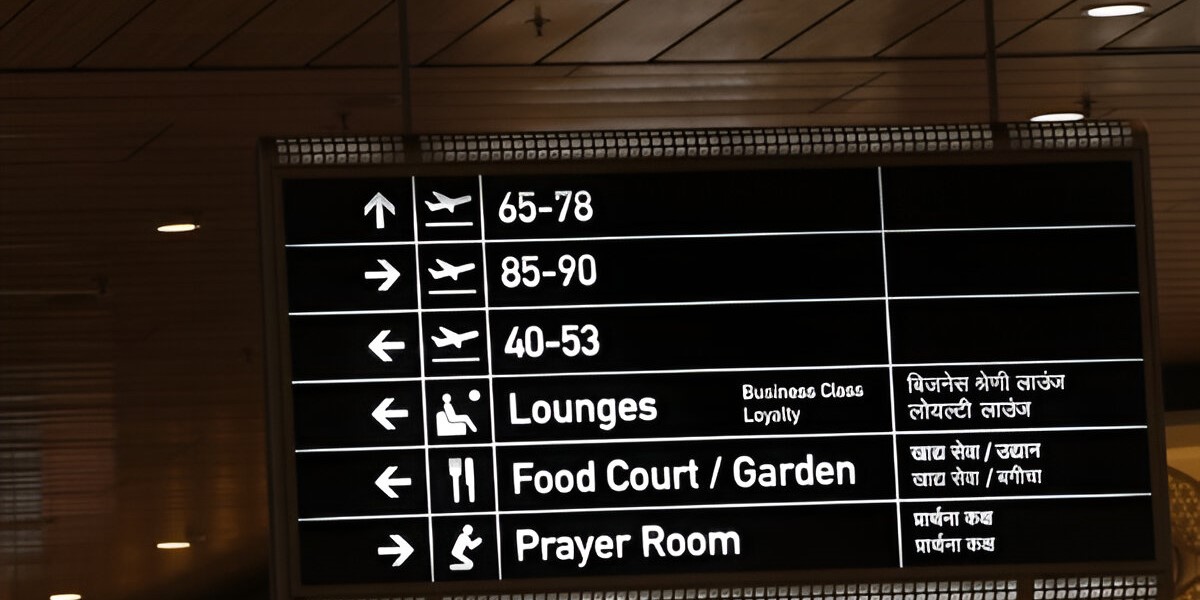 65-78
85-90
40-53
Lounges
Business Class
Loyalty
बिजनेस श्रेणी लाउंज
लोयल्टी लाउंज
Food Court / Garden
खाद्य सेवा / उद्यान
खाद्य सेवा / बगीचा
Prayer Room
प्रार्थना कक्ष
प्रार्थना कक्ष